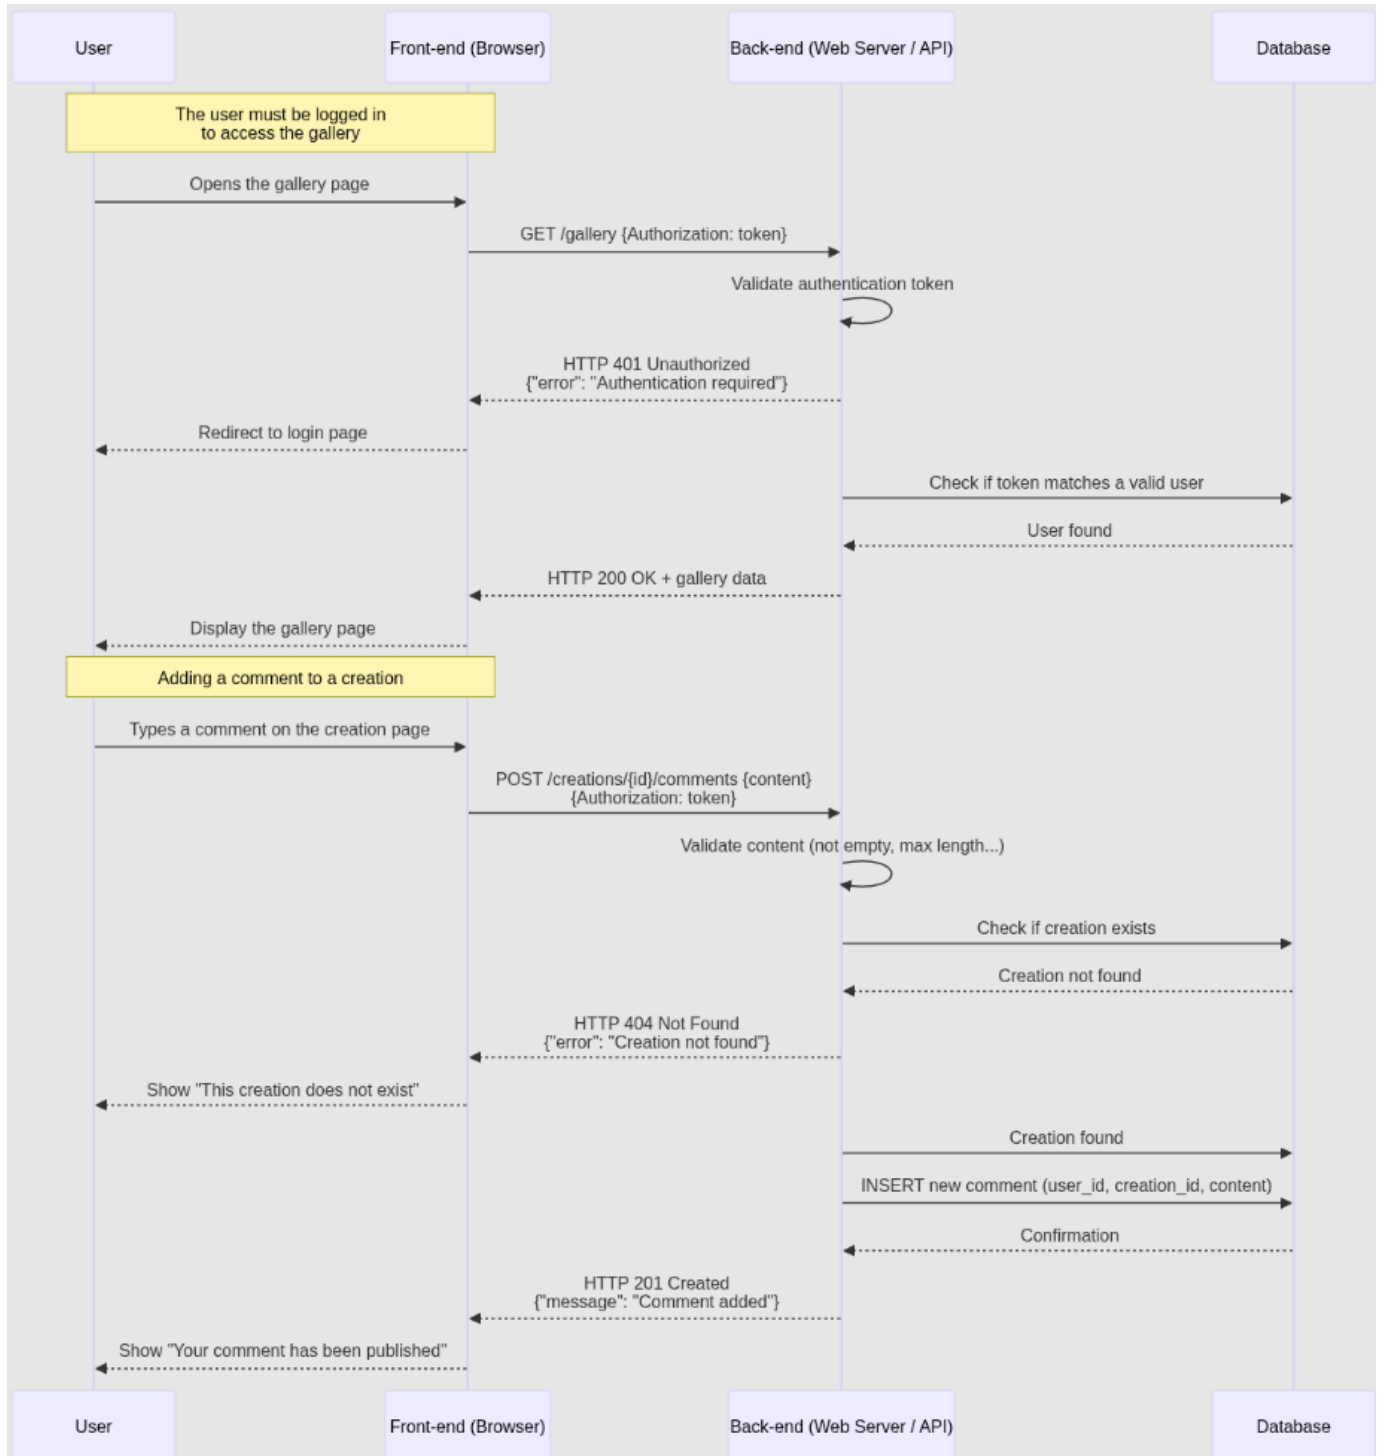 User
Front-end (Browser)
Back-end (Web Server / API)
Database
The user must be logged in
to access the gallery
Opens the gallery page
GET /gallery {Authorization: token}
Validate authentication token
HTTP 401 Unauthorized
{"error": "Authentication required"}
Redirect to login page
Check if token matches a valid user
User found
HTTP 200 OK + gallery data
Display the gallery page
Adding a comment to a creation
Types a comment on the creation page
POST /creations/{id}/comments {content}
{Authorization: token}
Validate content (not empty, max length...)
Check if creation exists
Creation not found
HTTP 404 Not Found
{"error": "Creation not found"}
Show "This creation does not exist"
Creation found
INSERT new comment (user_id, creation_id, content)
Confirmation
HTTP 201 Created
{"message": "Comment added"}
Show "Your comment has been published"
User
Front-end (Browser)
Back-end (Web Server / API)
Database